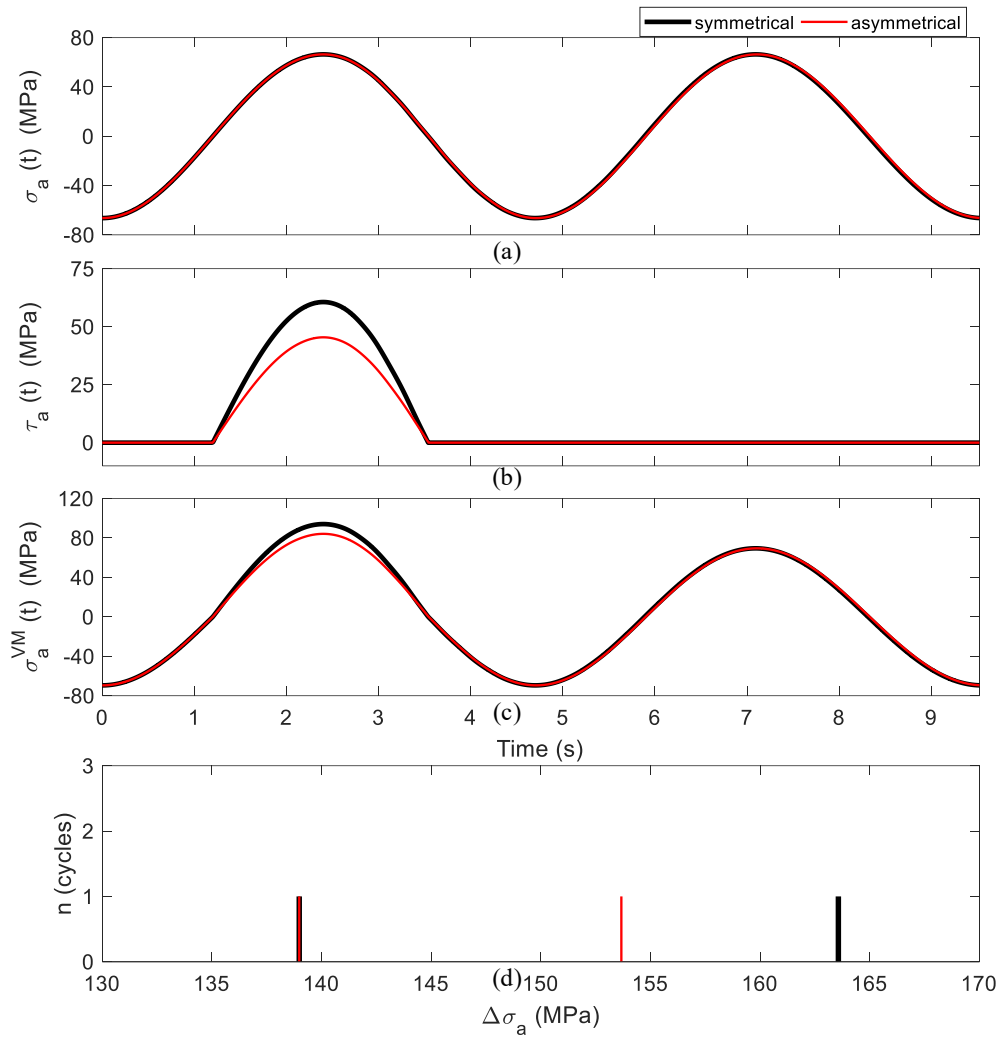 symmetrical asymmetrical
80
40
0
-40
-80
σa (t) (MPa)
(a)
75
50
25
0
τa (t) (MPa)
(b)
120
80
40
0
-40
-80
σaVM (t) (MPa)
0 1 2 3 4 (c) 5 6 7 8 9
Time (s)
3
2
1
0
n (cycles)
130 135 140 145 (d) 150 155 160 165 170
Δσa (MPa)